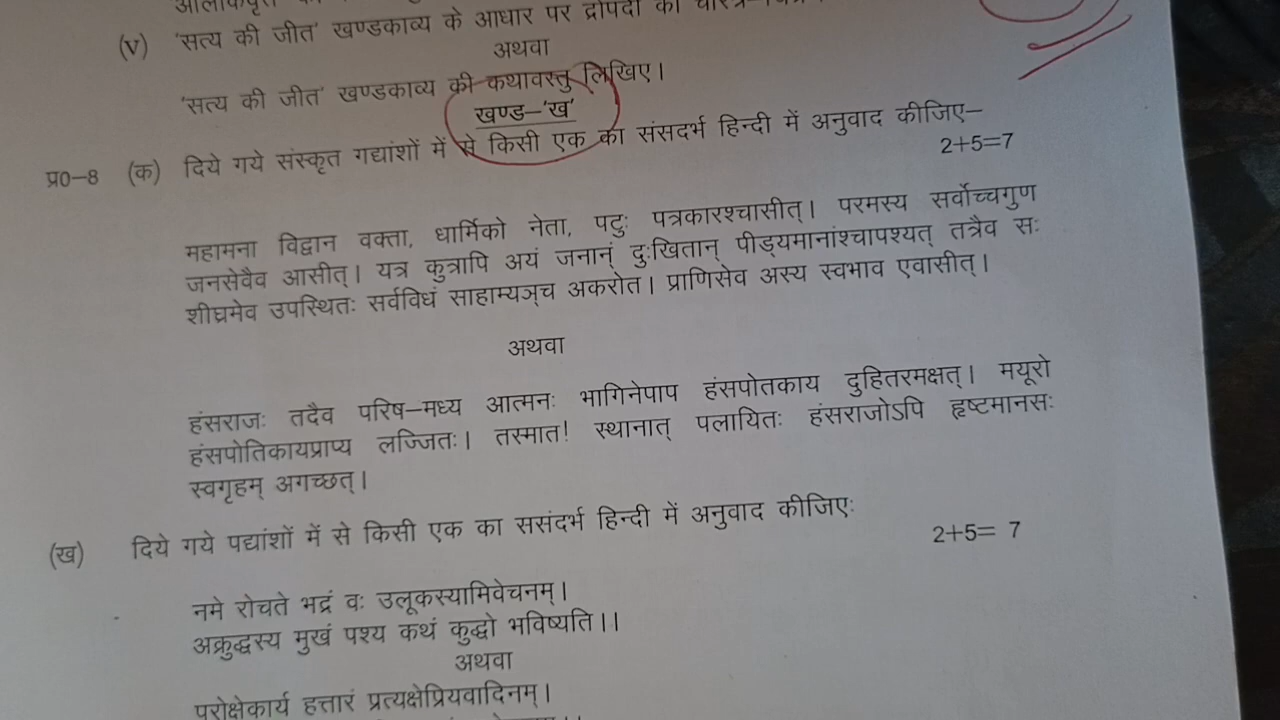 (v) 'सत्य की जीत' खण्डकाव्य के आधार पर द्रोपदी का
अथवा
'सत्य की जीत' खण्डकाव्य की कथावस्तु लिखिए।
खण्ड–'ख'
प्र0–8 (क) दिये गये संस्कृत गद्यांशों में से किसी एक का संसदर्भ हिन्दी में अनुवाद कीजिए–
2+5=7
महामना विद्वान वक्ता, धार्मिको नेता, पटुः पत्रकारश्चासीत्। परमस्य सर्वोच्चगुण
जनसेवैव आसीत्। यत्र कुत्रापि अयं जनानं् दुःखितान् पीड्यमानांश्चापश्यत् तत्रैव सः
शीघ्रमेव उपस्थितः सर्वविधं साहाम्यञ्च अकरोत। प्राणिसेव अस्य स्वभाव एवासीत्।
अथवा
हंसराजः तदैव परिष–मध्य आत्मनः भागिनेपाप हंसपोतकाय दुहितरमक्षत्। मयूरो
हंसपोतिकायप्राप्य लज्जितः। तस्मात! स्थानात् पलायितः हंसराजोऽपि हृष्टमानसः
स्वगृहम् अगच्छत्।
(ख) दिये गये पद्यांशों में से किसी एक का ससंदर्भ हिन्दी में अनुवाद कीजिएः
2+5= 7
नमे रोचते भद्रं वः उलूकस्यामिवेचनम्।
अक्रुद्धस्य मुखं पश्य कथं कुद्धो भविष्यति।।
अथवा
परोक्षेकार्य हत्तारं प्रत्यक्षेप्रियवादिनम्।